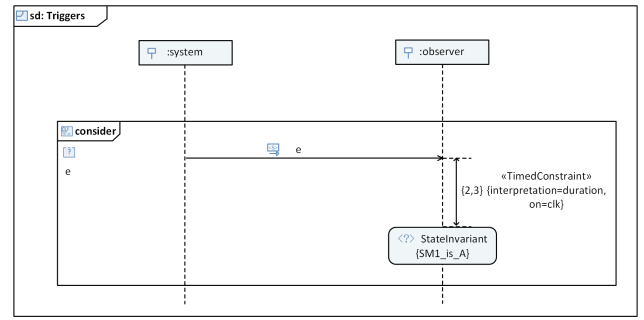 sd: Triggers
:system
:observer
consider
[?]
e
e
«TimedConstraint»
{2,3} {interpretation=duration,
on=clk}
<?> StateInvariant
{SM1_is_A}